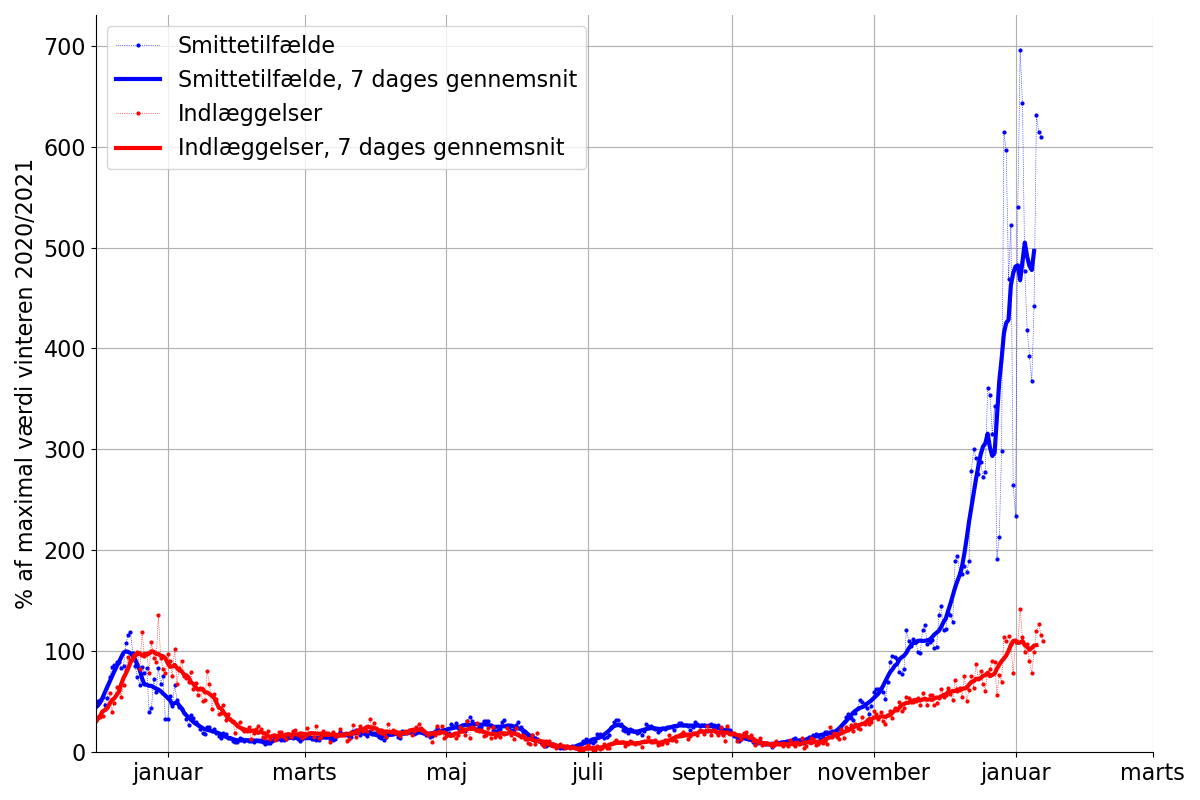 Smittetilfælde
Smittetilfælde, 7 dages gennemsnit
Indlæggelser
Indlæggelser, 7 dages gennemsnit
% af maximal værdi vinteren 2020/2021
700
600
500
400
300
200
100
0
januar marts maj juli september november januar marts